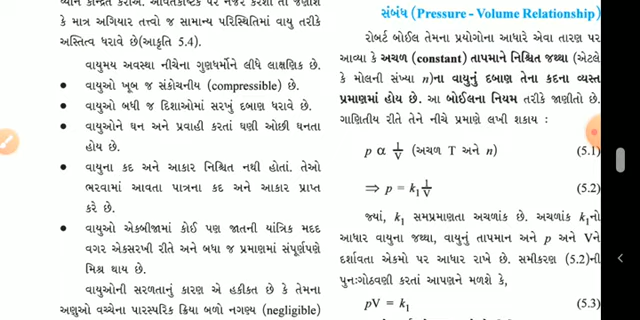 ધ્યાન કેન્દ્રિત કરીએ. આવર્તકોષ્ટક પર નજર કરશો તો જણાશે
કે માત્ર અગિયાર તત્ત્વો જ સામાન્ય પરિસ્થિતિમાં વાયુ તરીકે
અસ્તિત્વ ધરાવે છે(આકૃતિ 5.4).
વાયુમય અવસ્થા નીચેના ગુણધર્મોને લીધે લાક્ષણિક છે.
• વાયુઓ ખૂબ જ સંકોચનીય (compressible) છે.
• વાયુઓ બધી જ દિશાઓમાં સરખું દબાણ ધરાવે છે.
• વાયુઓને ઘન અને પ્રવાહી કરતાં ઘણી ઓછી ઘનતા
હોય છે.
• વાયુના કદ અને આકાર નિશ્ચિત નથી હોતાં. તેઓ
ભરવામાં આવતા પાત્રના કદ અને આકાર પ્રાપ્ત
કરે છે.
• વાયુઓ એકબીજામાં કોઈ પણ જાતની યાંત્રિક મદદ
વગર એકસરખી રીતે અને બધા જ પ્રમાણમાં સંપૂર્ણપણે
મિશ્ર થાય છે.
વાયુઓની સરળતાનું કારણ એ હકીકત છે કે તેમના
અણુઓ વચ્ચેના પારસ્પરિક ક્રિયા બળો નગણ્ય (negligible)
સંબંધ (Pressure - Volume Relationship)
રોબર્ટ બોઈલ તેમના પ્રયોગોના આધારે એવા તારણ પર
આવ્યા કે અચળ (constant) તાપમાને નિશ્ચિત જથ્થા (એટલે
કે મોલની સંખ્યા n)ના વાયુનું દબાણ તેના કદના વ્યસ્ત
પ્રમાણમાં હોય છે. આ બોઈલના નિયમ તરીકે જાણીતો છે.
ગાણિતીય રીતે તેને નીચે પ્રમાણે લખી શકાય :
p α 1/V (અચળ T અને n) (5.1)
⇒ p = k₁ 1/V (5.2)
જ્યાં, k₁ સમપ્રમાણતા અચળાંક છે. અચળાંક k₁નો
આધાર વાયુના જથ્થા, વાયુનું તાપમાન અને p અને Vને
દર્શાવતા એકમો પર આધાર રાખે છે. સમીકરણ (5.2)ની
પુનઃગોઠવણી કરતાં આપણને મળશે કે,
pV = k₁ (5.3)